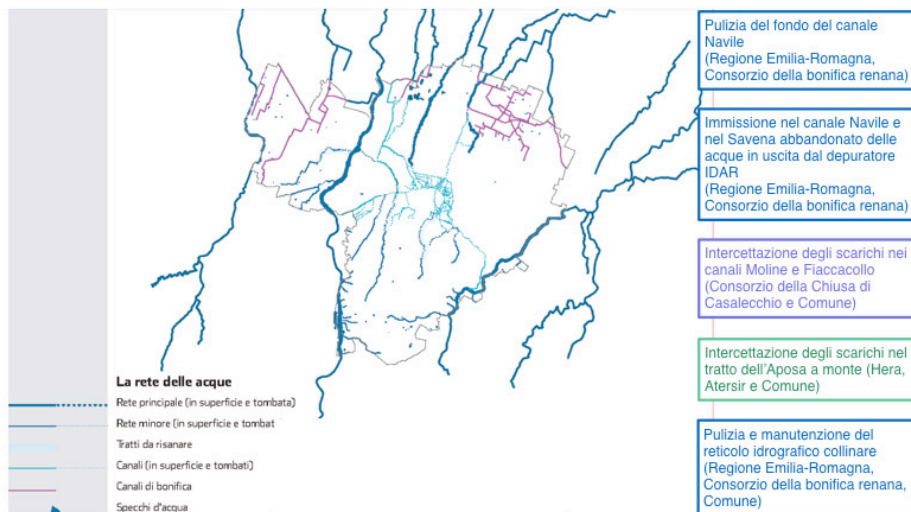 Pulizia del fondo del canale
Navile
(Regione Emilia-Romagna,
Consorzio della bonifica renana)
Immissione nel canale Navile e
nel Savena abbandonato delle
acque in uscita dal depuratore
IDAR
(Regione Emilia-Romagna,
Consorzio della bonifica renana)
Intercettazione degli scarichi nei
canali Moline e Fiaccacollo
(Consorzio della Chiusa di
Casalecchio e Comune)
Intercettazione degli scarichi nel
tratto dell'Aposa a monte (Hera,
Atersir e Comune)
Pulizia e manutenzione del
reticolo idrografico collinare
(Regione Emilia-Romagna,
Consorzio della bonifica renana,
Comune)
La rete delle acque
Rete principale (in superficie e tombata)
Rete minore (in superficie e tombat
Tratti da risanare
Canali (in superficie e tombati)
Canali di bonifica
Specchi d'acqua